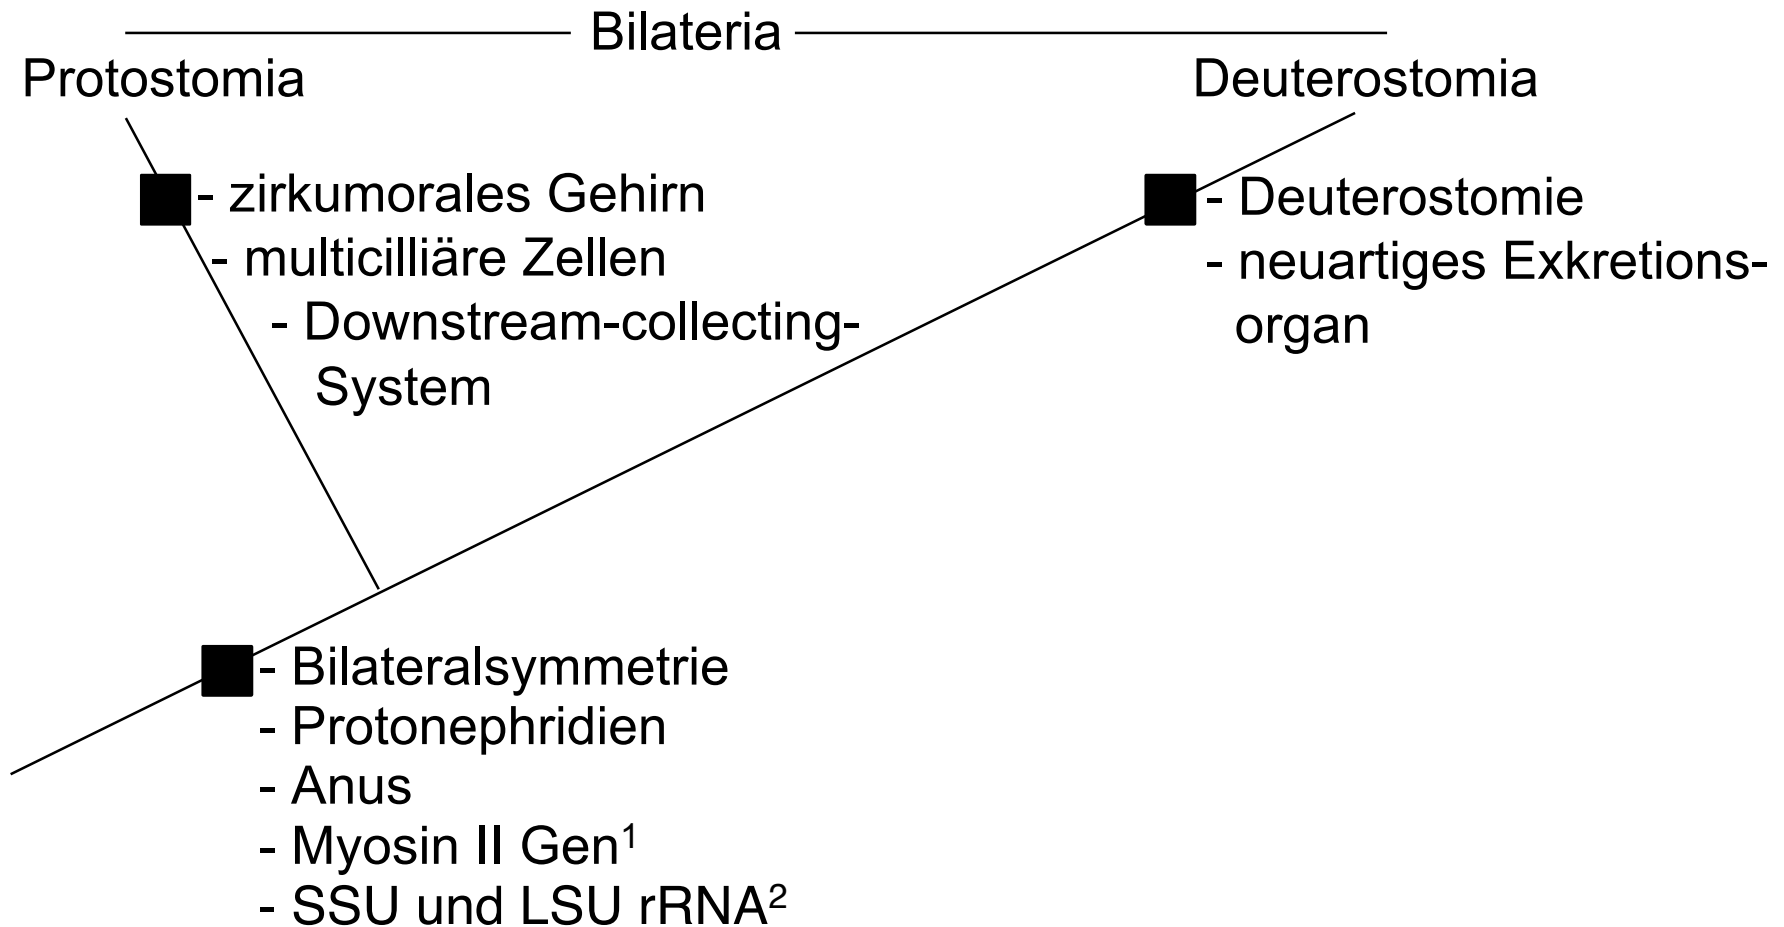 Bilateria
Protostomia
Deuterostomia
- zirkumorales Gehirn
- multicilliäre Zellen
- Downstream-collecting-
System
- Deuterostomie
- neuartiges Exkretions-
organ
- Bilateralsymmetrie
- Protonephridien
- Anus
- Myosin II Gen¹
- SSU und LSU rRNA²